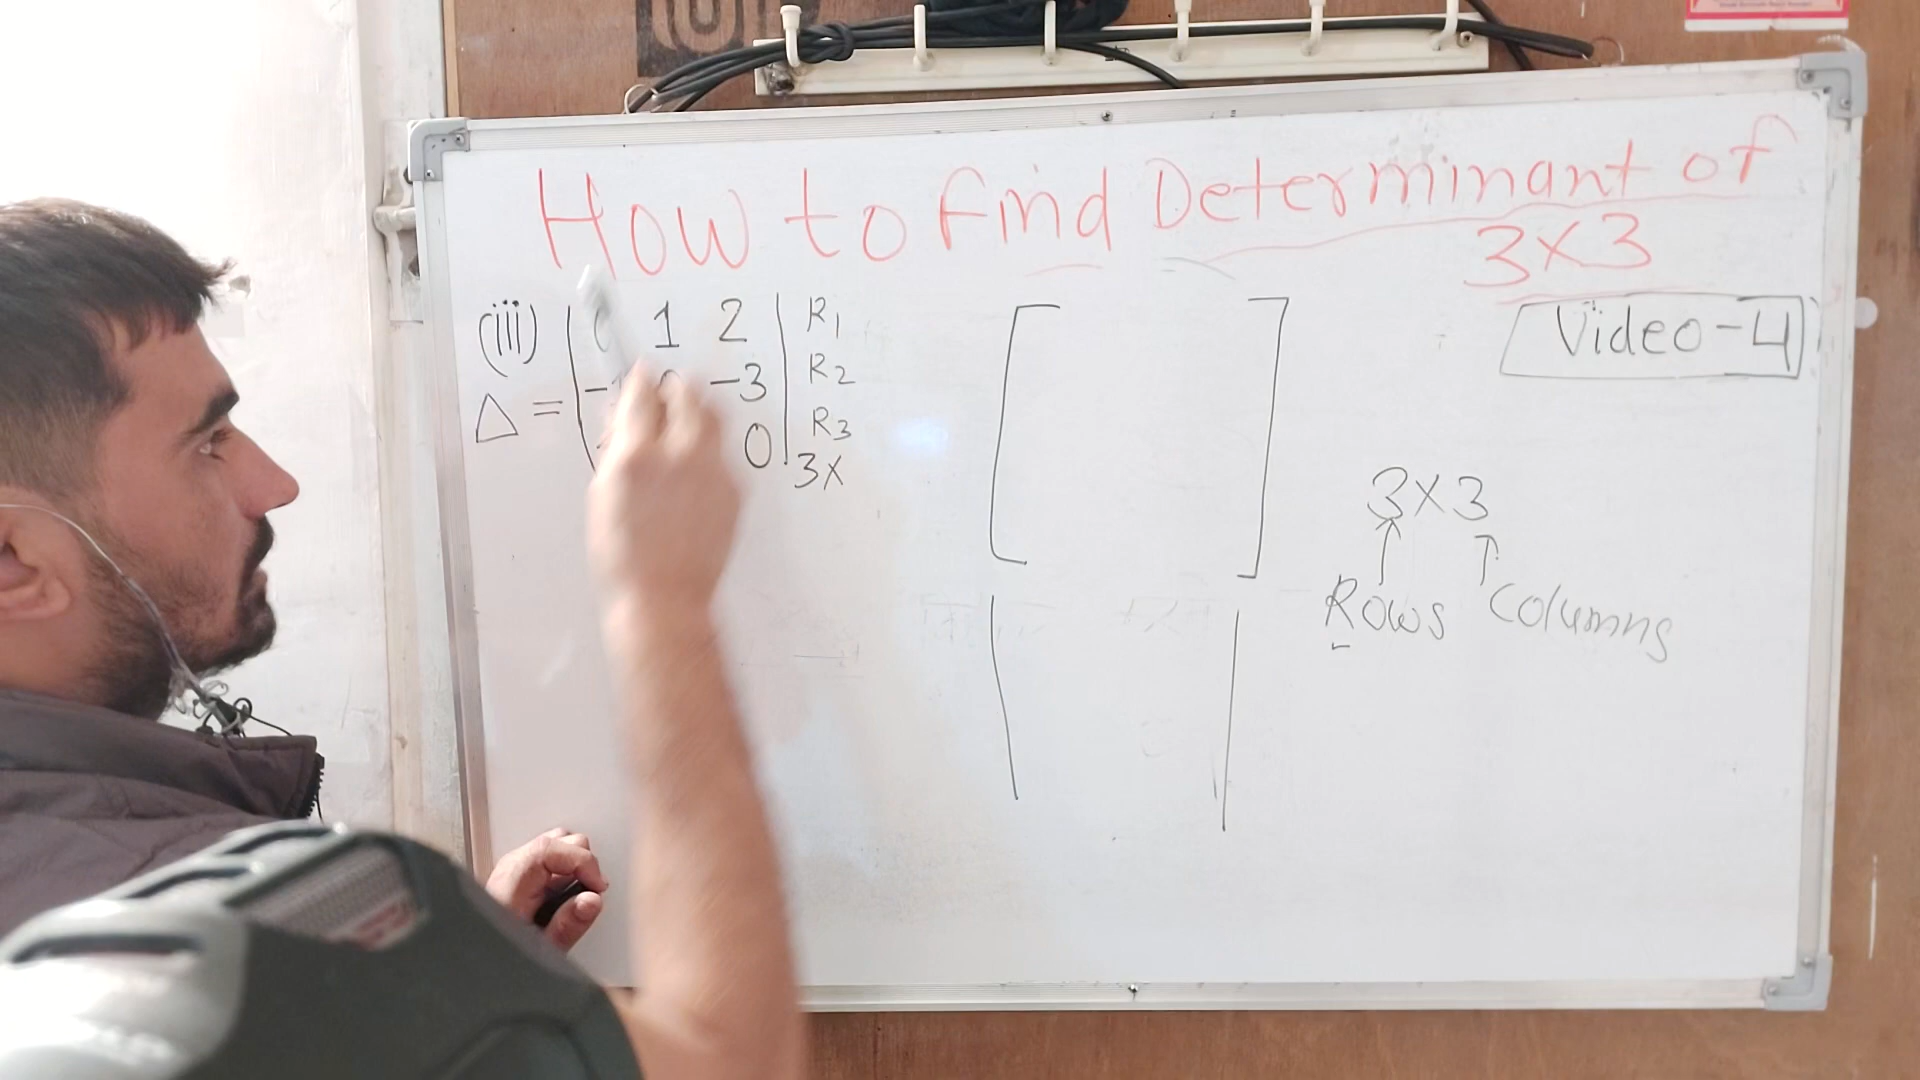 How to find Determinant of
3×3
Video-4
(iii) 1 2 R1
-3 R2
Δ =
0 R3
3×
3×3
Rows Columns